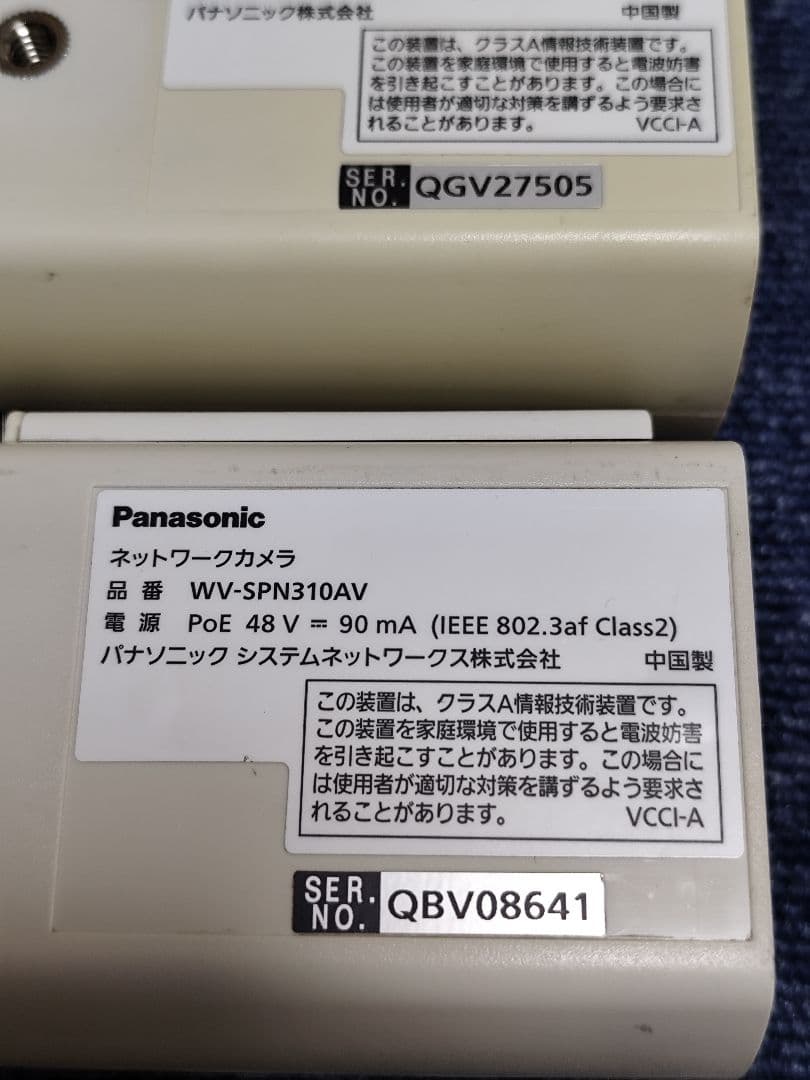 パナソニック株式会社 中国製
この装置は、クラスA情報技術装置です。
この装置を家庭環境で使用すると電波妨害
を引き起こすことがあります。この場合に
は使用者が適切な対策を講ずるよう要求さ
れることがあります。 VCCI-A
SER.
NO.
QGV27505
Panasonic
ネットワークカメラ
品番 WV-SPN310AV
電源 PoE 48 V ⎓ 90 mA (IEEE 802.3af Class2)
パナソニック システムネットワークス株式会社 中国製
この装置は、クラスA情報技術装置です。
この装置を家庭環境で使用すると電波妨害
を引き起こすことがあります。この場合に
は使用者が適切な対策を講ずるよう要求さ
れることがあります。 VCCI-A
SER.
NO.
QBV08641